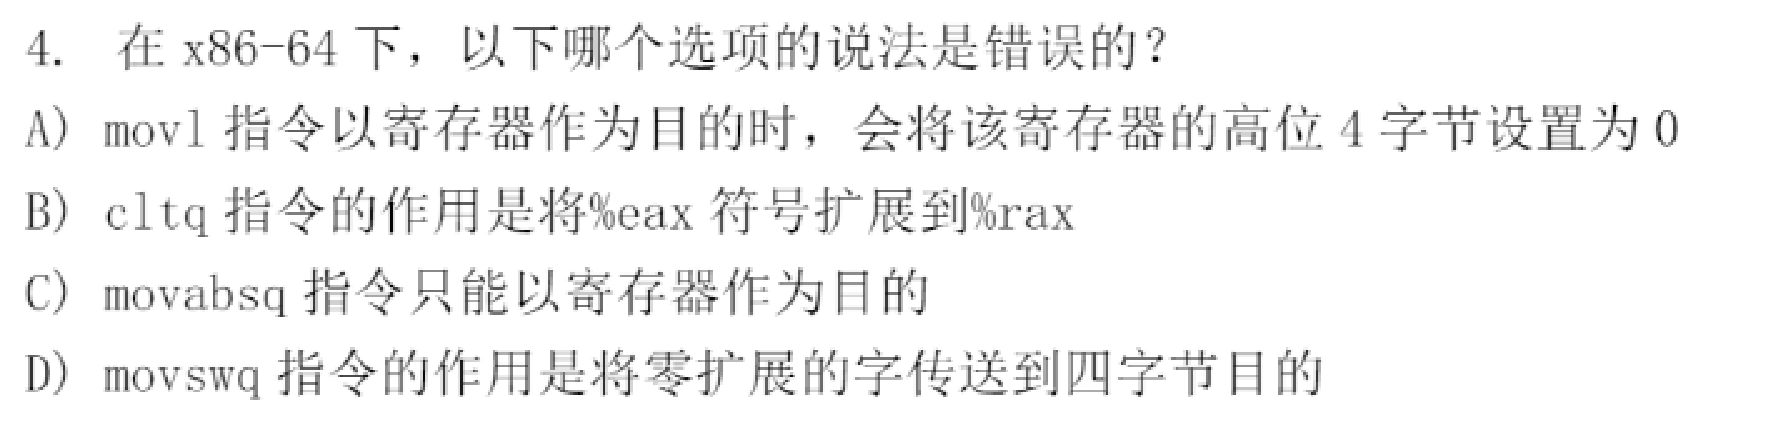 4. 在 x86-64 下，以下哪个选项的说法是错误的？
A) movl 指令以寄存器作为目的时，会将该寄存器的高位 4 字节设置为 0
B) cltq 指令的作用是将%eax 符号扩展到%rax
C) movabsq 指令只能以寄存器作为目的
D) movswq 指令的作用是将零扩展的字传送到四字节目的